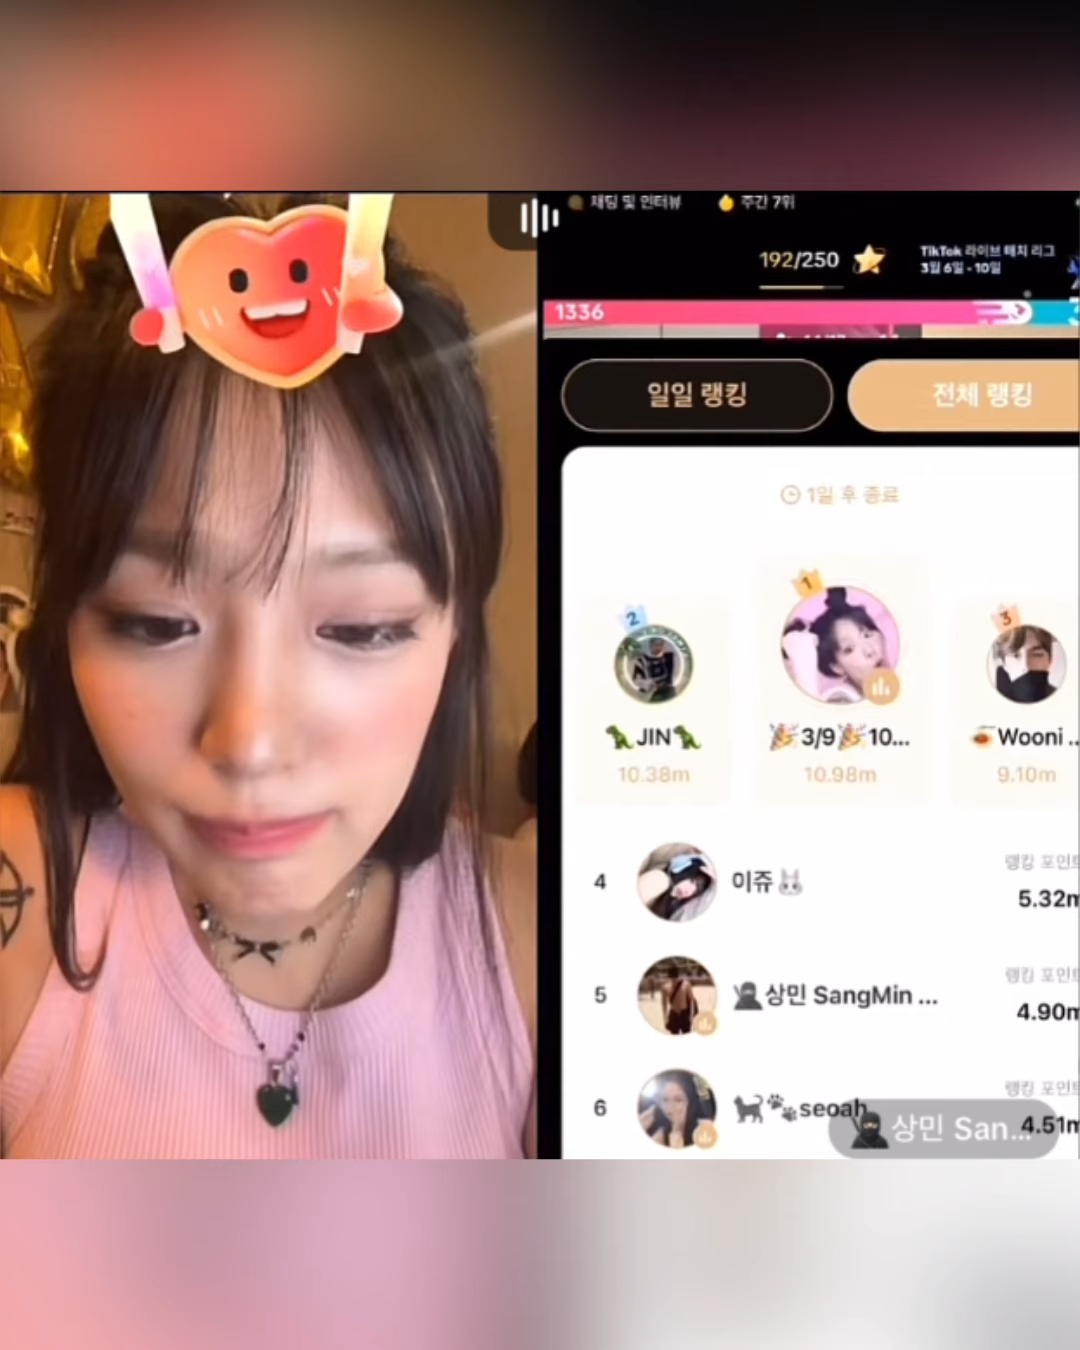 채팅 및 인터뷰
주간 7위
192/250
TikTok 라이브 매치 리그
3월 6일 - 10일
1336
일일 랭킹
전체 랭킹
1일 후 종료
2
🦖JIN🦖
10.38m
1
🎉3/9🎉10...
10.98m
3
🍝Wooni ..
9.10m
4
이쥬🐰
랭킹 포인트
5.32m
5
🥷상민 SangMin ...
랭킹 포인트
4.90m
6
🐈‍⬛🐾seoah
랭킹 포인트
4.51m
🥷상민 San...